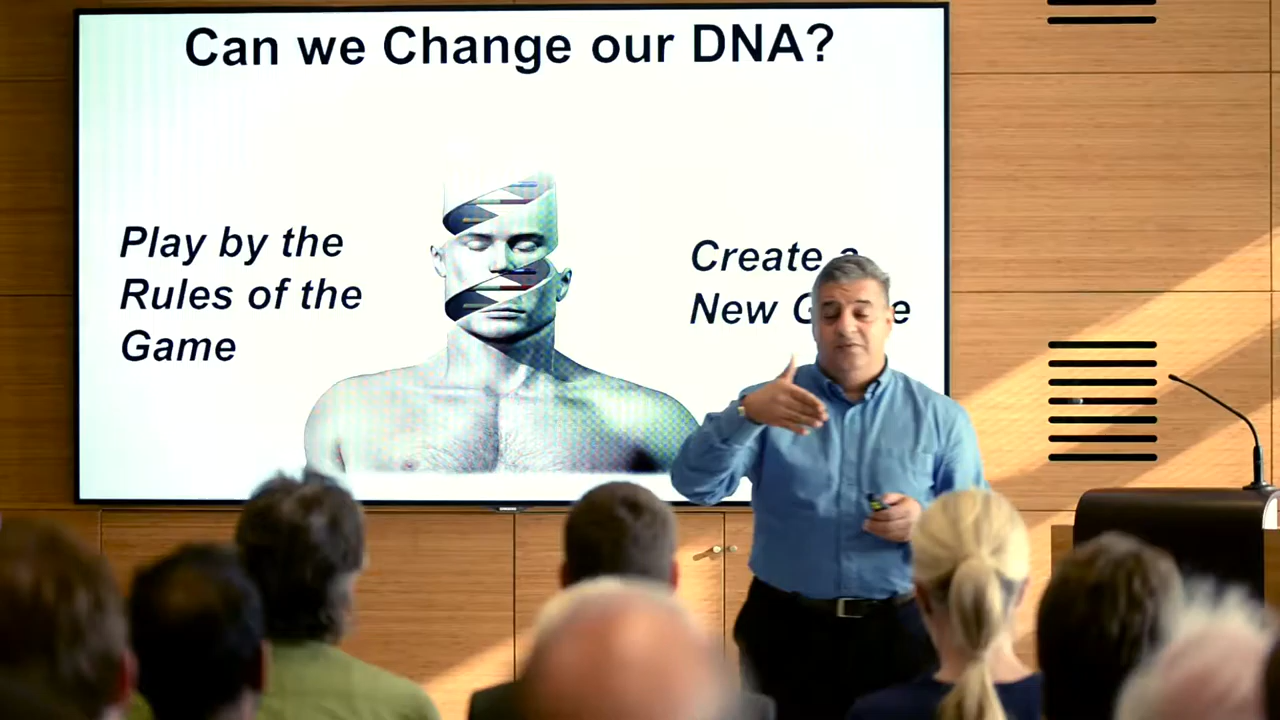 Can we Change our DNA?
Play by the
Rules of the
Game
Create a
New